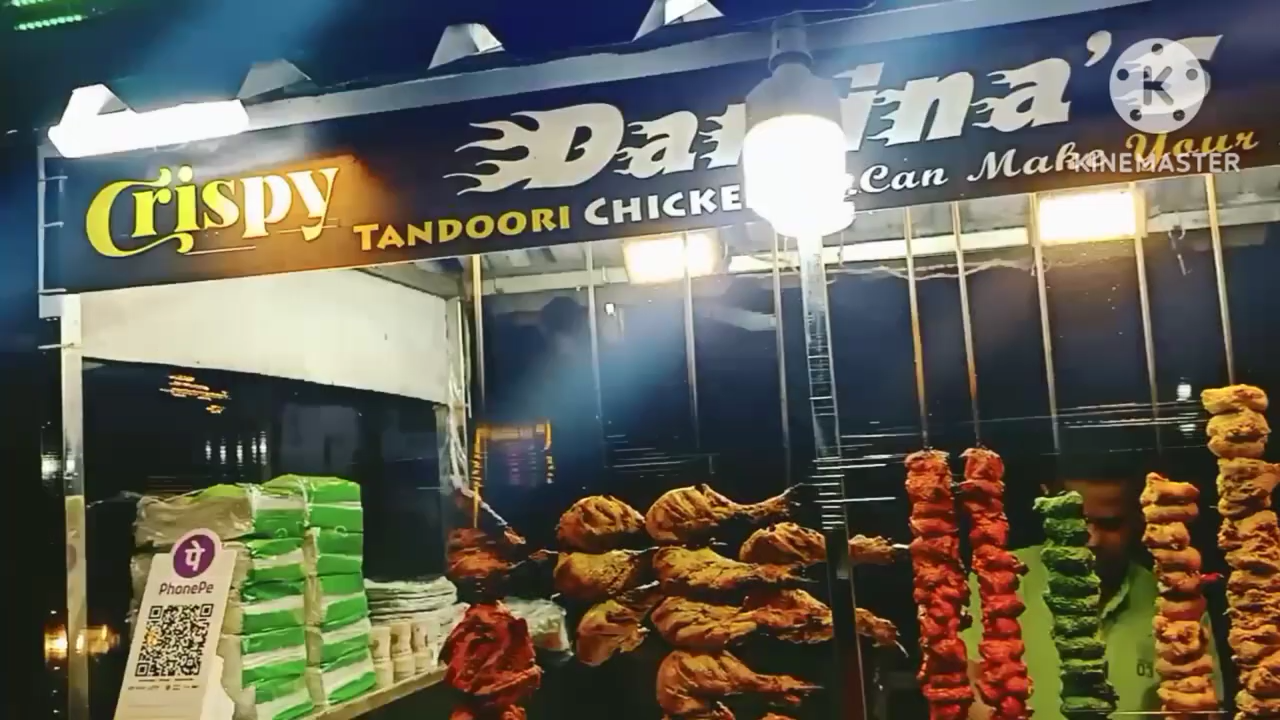 Crispy
TANDOORI CHICKE
Can Make Your
KINEMASTER
पे
PhonePe